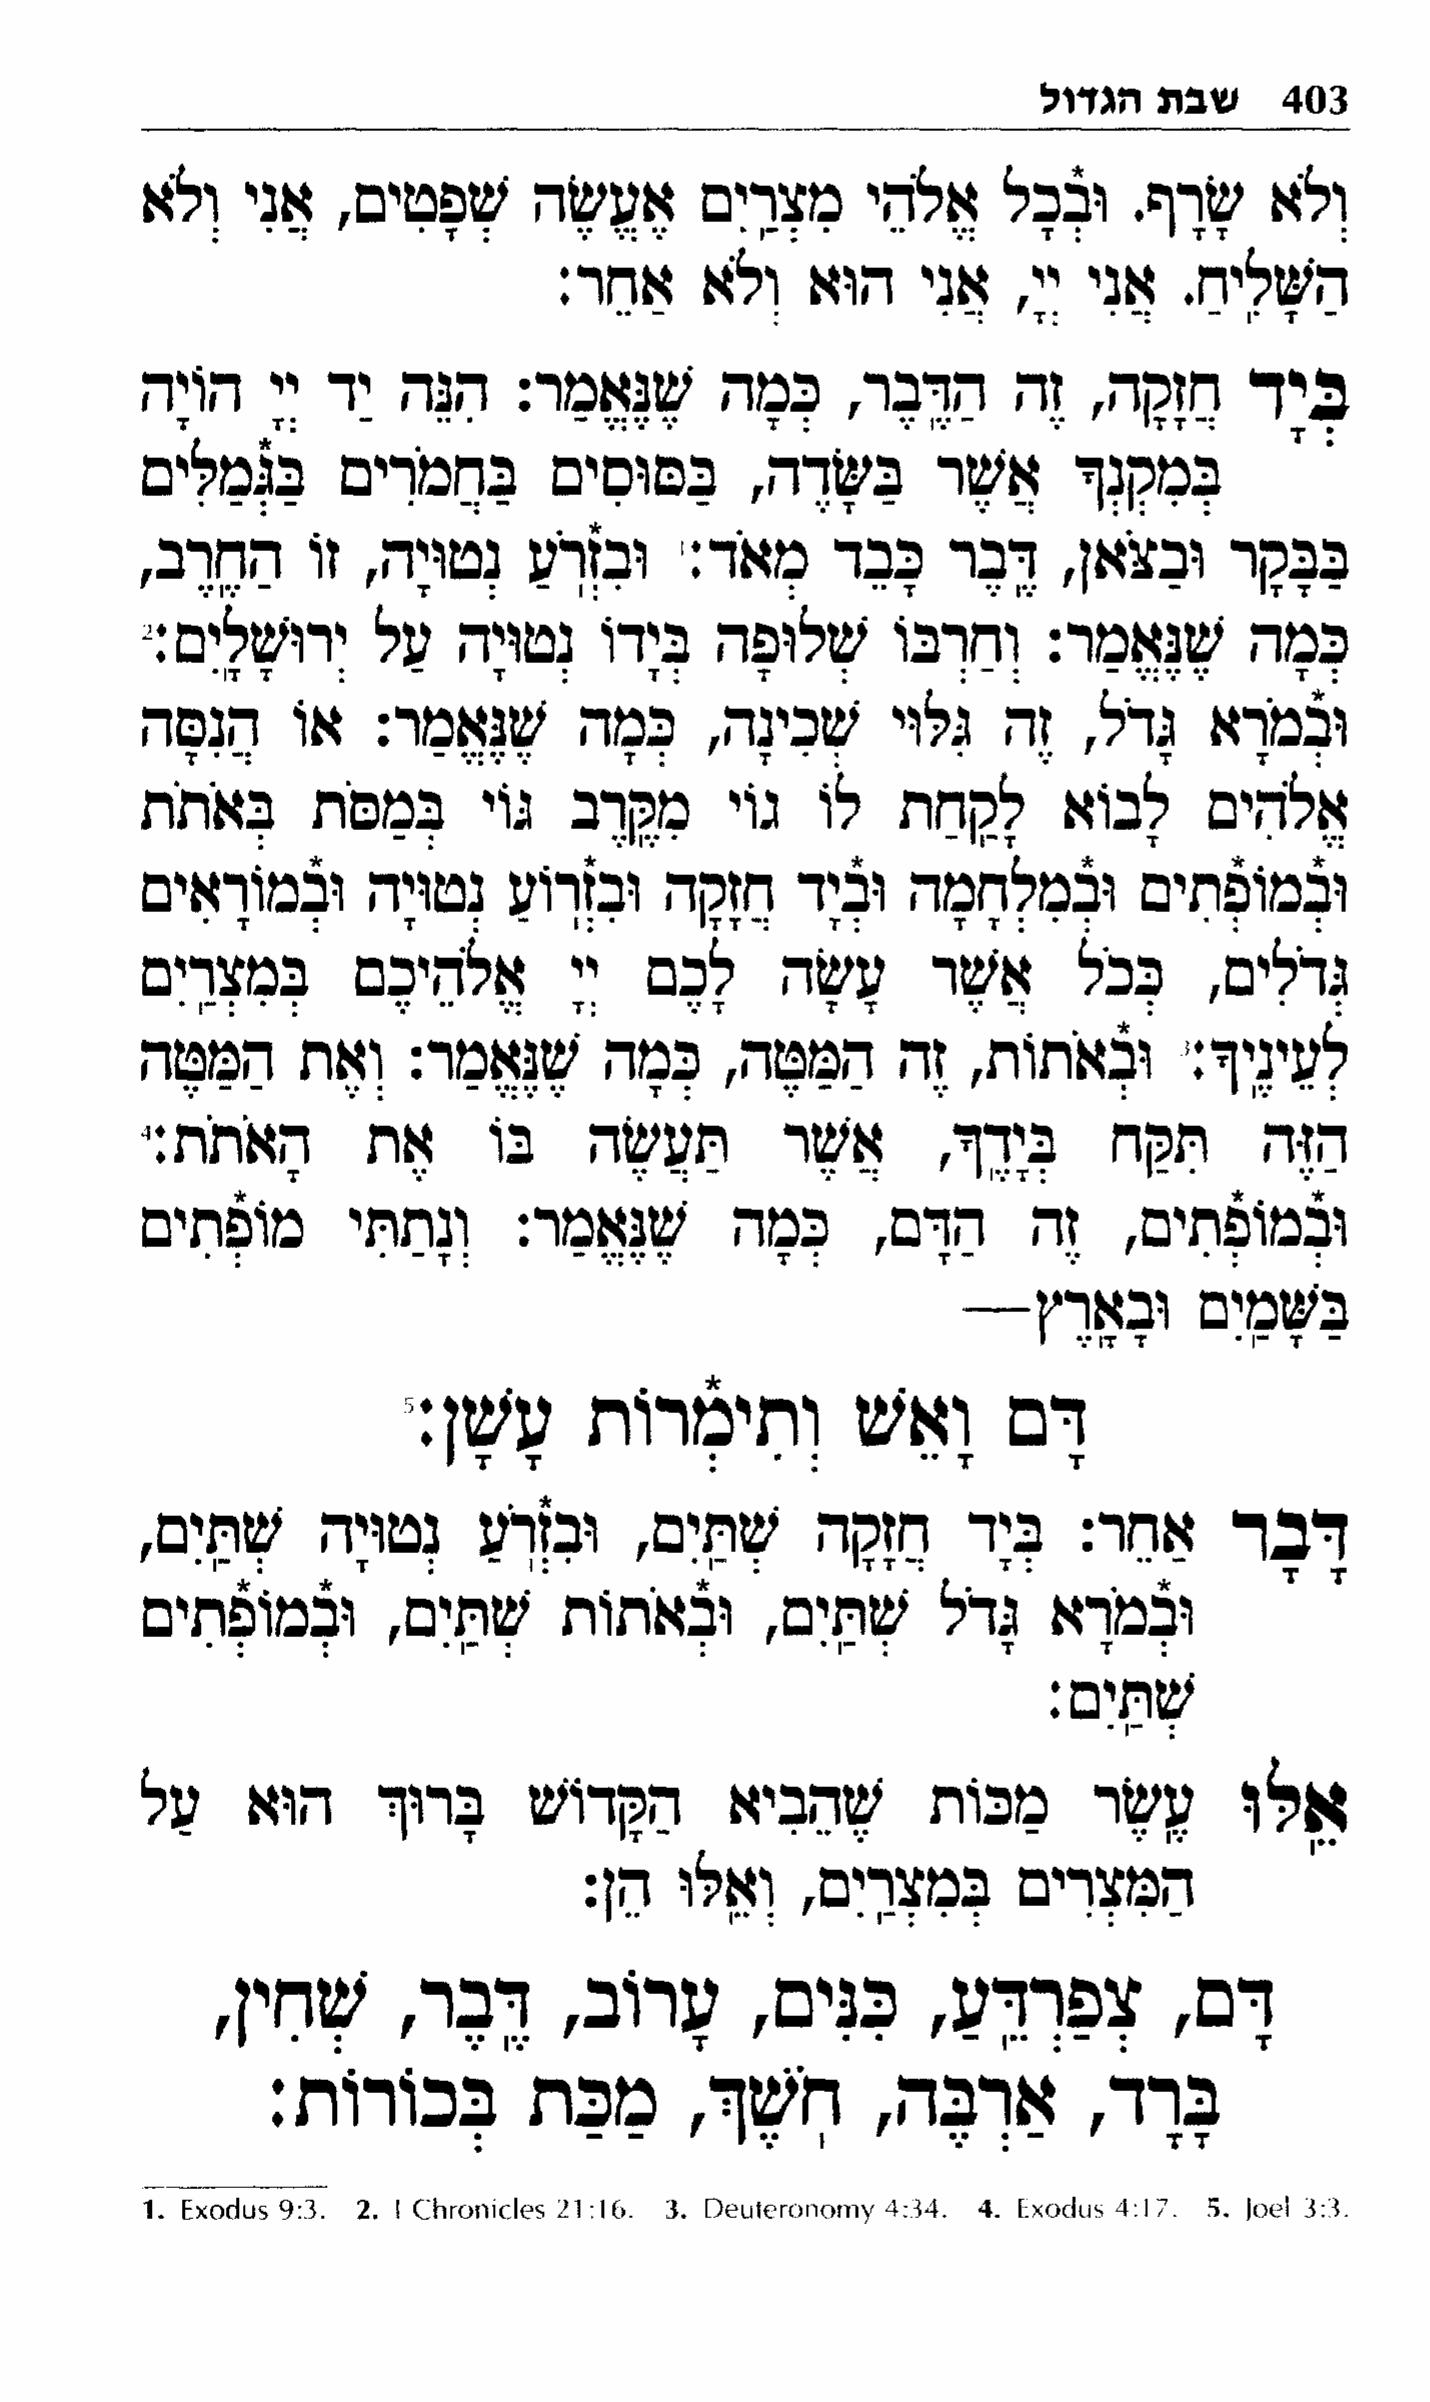 403 שבת הגדול
וְלֹא שָׂרָף. וּבְֿכָל אֱלֹהֵי מִצְרַֽיִם אֶעֱשֶׂה שְׁפָטִים, אֲנִי וְלֹא
הַשָּׁלִֽיחַ. אֲנִי יְיָ, אֲנִי הוּא וְלֹא אַחֵר:
בְּיָד חֲזָקָה, זֶה הַדֶּֽבֶר, כְּמָה שֶׁנֶּאֱמַר: הִנֵּה יַד יְיָ הוֹיָה
בְּמִקְנְךָ אֲשֶׁר בַּשָּׂדֶה, בַּסּוּסִים בַּחֲמֹרִים בַּגְּ*מַלִּים
בַּבָּקָר וּבַצֹּאן, דֶּֽבֶר כָּבֵד מְאֹד:¹ וּבִזְ*רֹֽעַ נְטוּיָה, זוֹ הַחֶֽרֶב,
כְּמָה שֶׁנֶּאֱמַר: וְחַרְבּוֹ שְׁלוּפָה בְּיָדוֹ נְטוּיָה עַל יְרוּשָׁלָֽיִם:²
וּבְ*מֹרָא גָּדֹל, זֶה גִּלּוּי שְׁכִינָה, כְּמָה שֶׁנֶּאֱמַר: אוֹ הֲנִסָּה
אֱלֹהִים לָבוֹא לָקַֽחַת לוֹ גוֹי מִקֶּֽרֶב גּוֹי בְּמַסֹּת בְּאֹתֹת
וּבְ*מוֹפְ*תִים וּבְ*מִלְחָמָה וּבְ*יָד חֲזָקָה וּבִזְ*רֽוֹעַ נְטוּיָה וּבְ*מוֹרָאִים
גְּדֹלִים, כְּכֹל אֲשֶׁר עָשָׂה לָכֶם יְיָ אֱלֹהֵיכֶם בְּמִצְרַֽיִם
לְעֵינֶֽיךָ:³ וּבְ*אֹתוֹת, זֶה הַמַּטֶּה, כְּמָה שֶׁנֶּאֱמַר: וְאֶת הַמַּטֶּה
הַזֶּה תִּקַּח בְּיָדֶֽךָ, אֲשֶׁר תַּעֲשֶׂה בּוֹ אֶת הָאֹתֹת:⁴
וּבְ*מוֹפְ*תִים, זֶה הַדָּם, כְּמָה שֶׁנֶּאֱמַר: וְנָתַתִּי מוֹפְ*תִים
בַּשָּׁמַֽיִם וּבָאָֽרֶץ—
דָּם וָאֵשׁ וְתִימְ*רוֹת עָשָׁן:⁵
דָּבָר אַחֵר: בְּיָד חֲזָקָה שְׁתַּֽיִם, וּבִזְ*רֹֽעַ נְטוּיָה שְׁתַּֽיִם,
וּבְ*מֹרָא גָּדֹל שְׁתַּֽיִם, וּבְ*אֹתוֹת שְׁתַּֽיִם, וּבְ*מוֹפְ*תִים
שְׁתַּֽיִם:
אֵֽלּוּ עֶֽשֶׂר מַכּוֹת שֶׁהֵבִיא הַקָּדוֹשׁ בָּרוּךְ הוּא עַל
הַמִּצְרִים בְּמִצְרַֽיִם, וְאֵֽלּוּ הֵן:
דָּם, צְפַרְדֵּֽעַ, כִּנִּים, עָרוֹב, דֶּֽבֶר, שְׁחִין,
בָּרָד, אַרְבֶּה, חֹֽשֶׁךְ, מַכַּת בְּכוֹרוֹת:
1. Exodus 9:3. 2. I Chronicles 21:16. 3. Deuteronomy 4:34. 4. Exodus 4:17. 5. Joel 3:3.